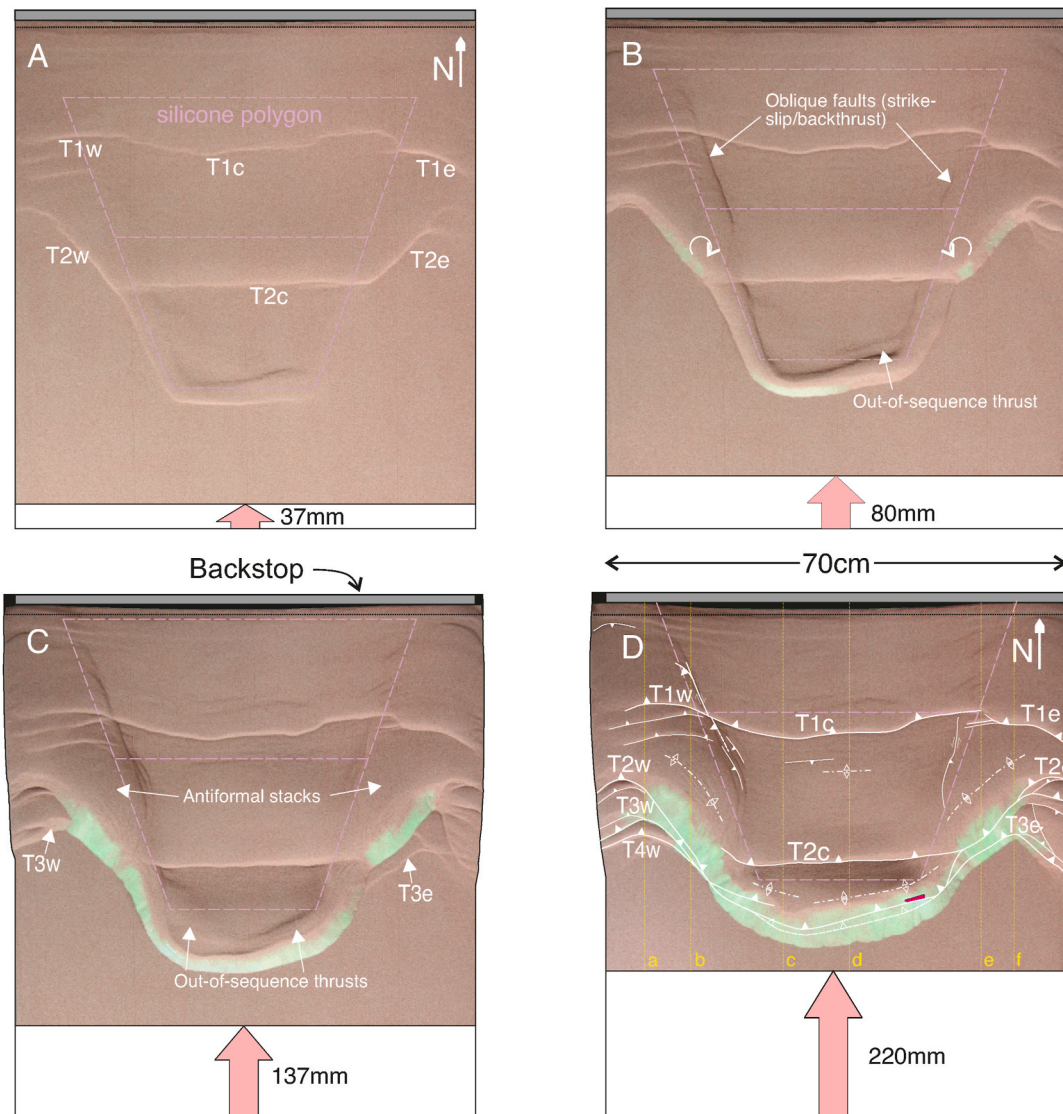 A
N
silicone polygon
T1w
T1c
T1e
T2w
T2e
T2c
37mm
B
Oblique faults (strike-
slip/backthrust)
Out-of-sequence thrust
80mm
Backstop
C
Antiformal stacks
T3w
T3e
Out-of-sequence thrusts
137mm
70cm
D
N
T1w
T1c
T1e
T2w
T2
T3w
T3e
T4w
T2c
a
b
c
d
e
f
220mm